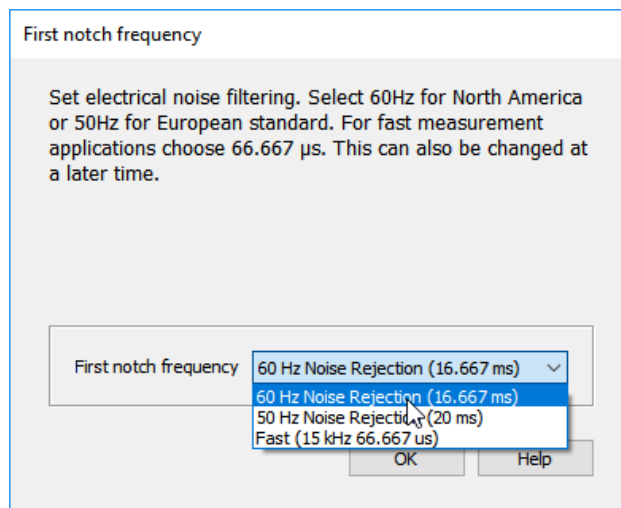 First notch frequency
Set electrical noise filtering. Select 60Hz for North America
or 50Hz for European standard. For fast measurement
applications choose 66.667 µs. This can also be changed at
a later time.
First notch frequency 60 Hz Noise Rejection (16.667 ms)
60 Hz Noise Rejection (16.667 ms)
50 Hz Noise Rejection (20 ms)
Fast (15 kHz 66.667 us)
OK Help